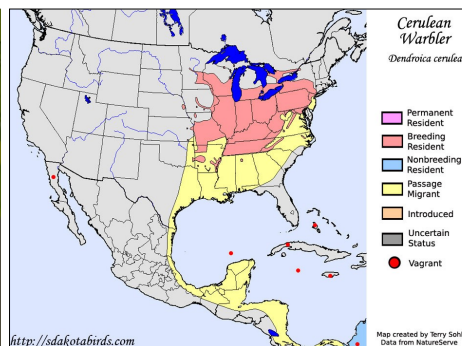 Cerulean
Warbler
Dendroica cerulea
Permanent
Resident
Breeding
Resident
Nonbreeding
Resident
Passage
Migrant
Introduced
Uncertain
Status
Vagrant
http://sdakotabirds.com
Map created by Terry Sohl
Data from NatureServe